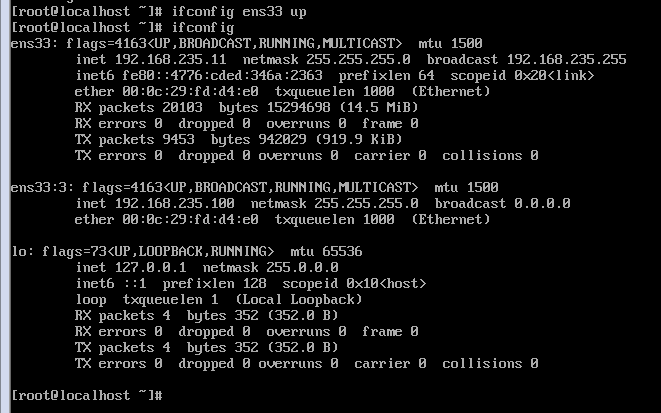 [root@localhost ~]# ifconfig ens33 up
[root@localhost ~]# ifconfig
ens33: flags=4163<UP,BROADCAST,RUNNING,MULTICAST>  mtu 1500
        inet 192.168.235.11  netmask 255.255.255.0  broadcast 192.168.235.255
        inet6 fe80::4776:cded:346a:2363  prefixlen 64  scopeid 0x20<link>
        ether 00:0c:29:fd:d4:e0  txqueuelen 1000  (Ethernet)
        RX packets 20103  bytes 15294698 (14.5 MiB)
        RX errors 0  dropped 0  overruns 0  frame 0
        TX packets 9453  bytes 942029 (919.9 KiB)
        TX errors 0  dropped 0 overruns 0  carrier 0  collisions 0
ens33:3: flags=4163<UP,BROADCAST,RUNNING,MULTICAST>  mtu 1500
        inet 192.168.235.100  netmask 255.255.255.0  broadcast 0.0.0.0
        ether 00:0c:29:fd:d4:e0  txqueuelen 1000  (Ethernet)
lo: flags=73<UP,LOOPBACK,RUNNING>  mtu 65536
        inet 127.0.0.1  netmask 255.0.0.0
        inet6 ::1  prefixlen 128  scopeid 0x10<host>
        loop  txqueuelen 1  (Local Loopback)
        RX packets 4  bytes 352 (352.0 B)
        RX errors 0  dropped 0  overruns 0  frame 0
        TX packets 4  bytes 352 (352.0 B)
        TX errors 0  dropped 0 overruns 0  carrier 0  collisions 0
[root@localhost ~]#